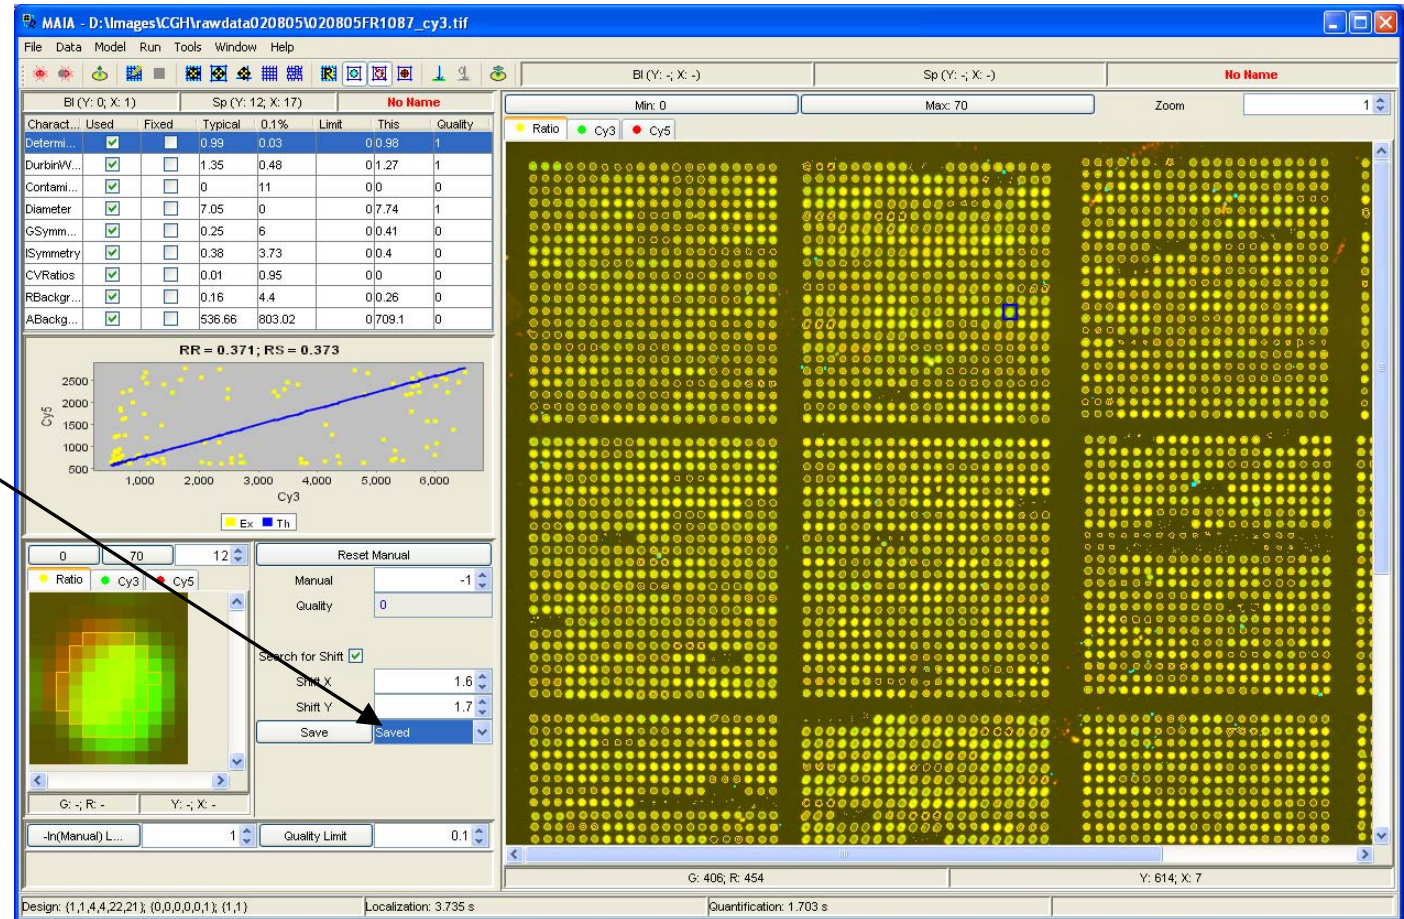 MAIA - D:\Images\CGH\rawdata020805\020805FR1087_cy3.tif
File Data Model Run Tools Window Help
Bl (Y: -; X: -) Sp (Y: -; X: -) No Name
Bl (Y: 0; X: 1) Sp (Y: 12; X: 17) No Name
Min: 0 Max: 70 Zoom 1
Ratio Cy3 Cy5
Charact... Used Fixed Typical 0.1% Limit This Quality
Determi... 0.99 0.03 0 0.98 1
DurbinW... 1.35 0.48 0 1.27 1
Contami... 0 11 0 0 0
Diameter 7.05 0 0 7.74 1
GSymm... 0.25 6 0 0.41 0
ISymmetry 0.38 3.73 0 0.4 0
CVRatios 0.01 0.95 0 0 0
RBackgr... 0.16 4.4 0 0.26 0
ABackg... 536.66 803.02 0 709.1 0
RR = 0.371; RS = 0.373
Cy5
2500
2000
1500
1000
500
1,000 2,000 3,000 4,000 5,000 6,000
Cy3
Ex Th
0 70 12
Ratio Cy3 Cy5
Reset Manual
Manual -1
Quality 0
Search for Shift
Shift X 1.6
Shift Y 1.7
Save Saved
G: -; R: - Y: -; X: -
-ln(Manual) L... 1 Quality Limit 0.1
G: 406; R: 454 Y: 614; X: 7
Design: {1,1,4,4,22,21}; {0,0,0,0,0,1}; {1,1} Localization: 3.735 s Quantification: 1.703 s